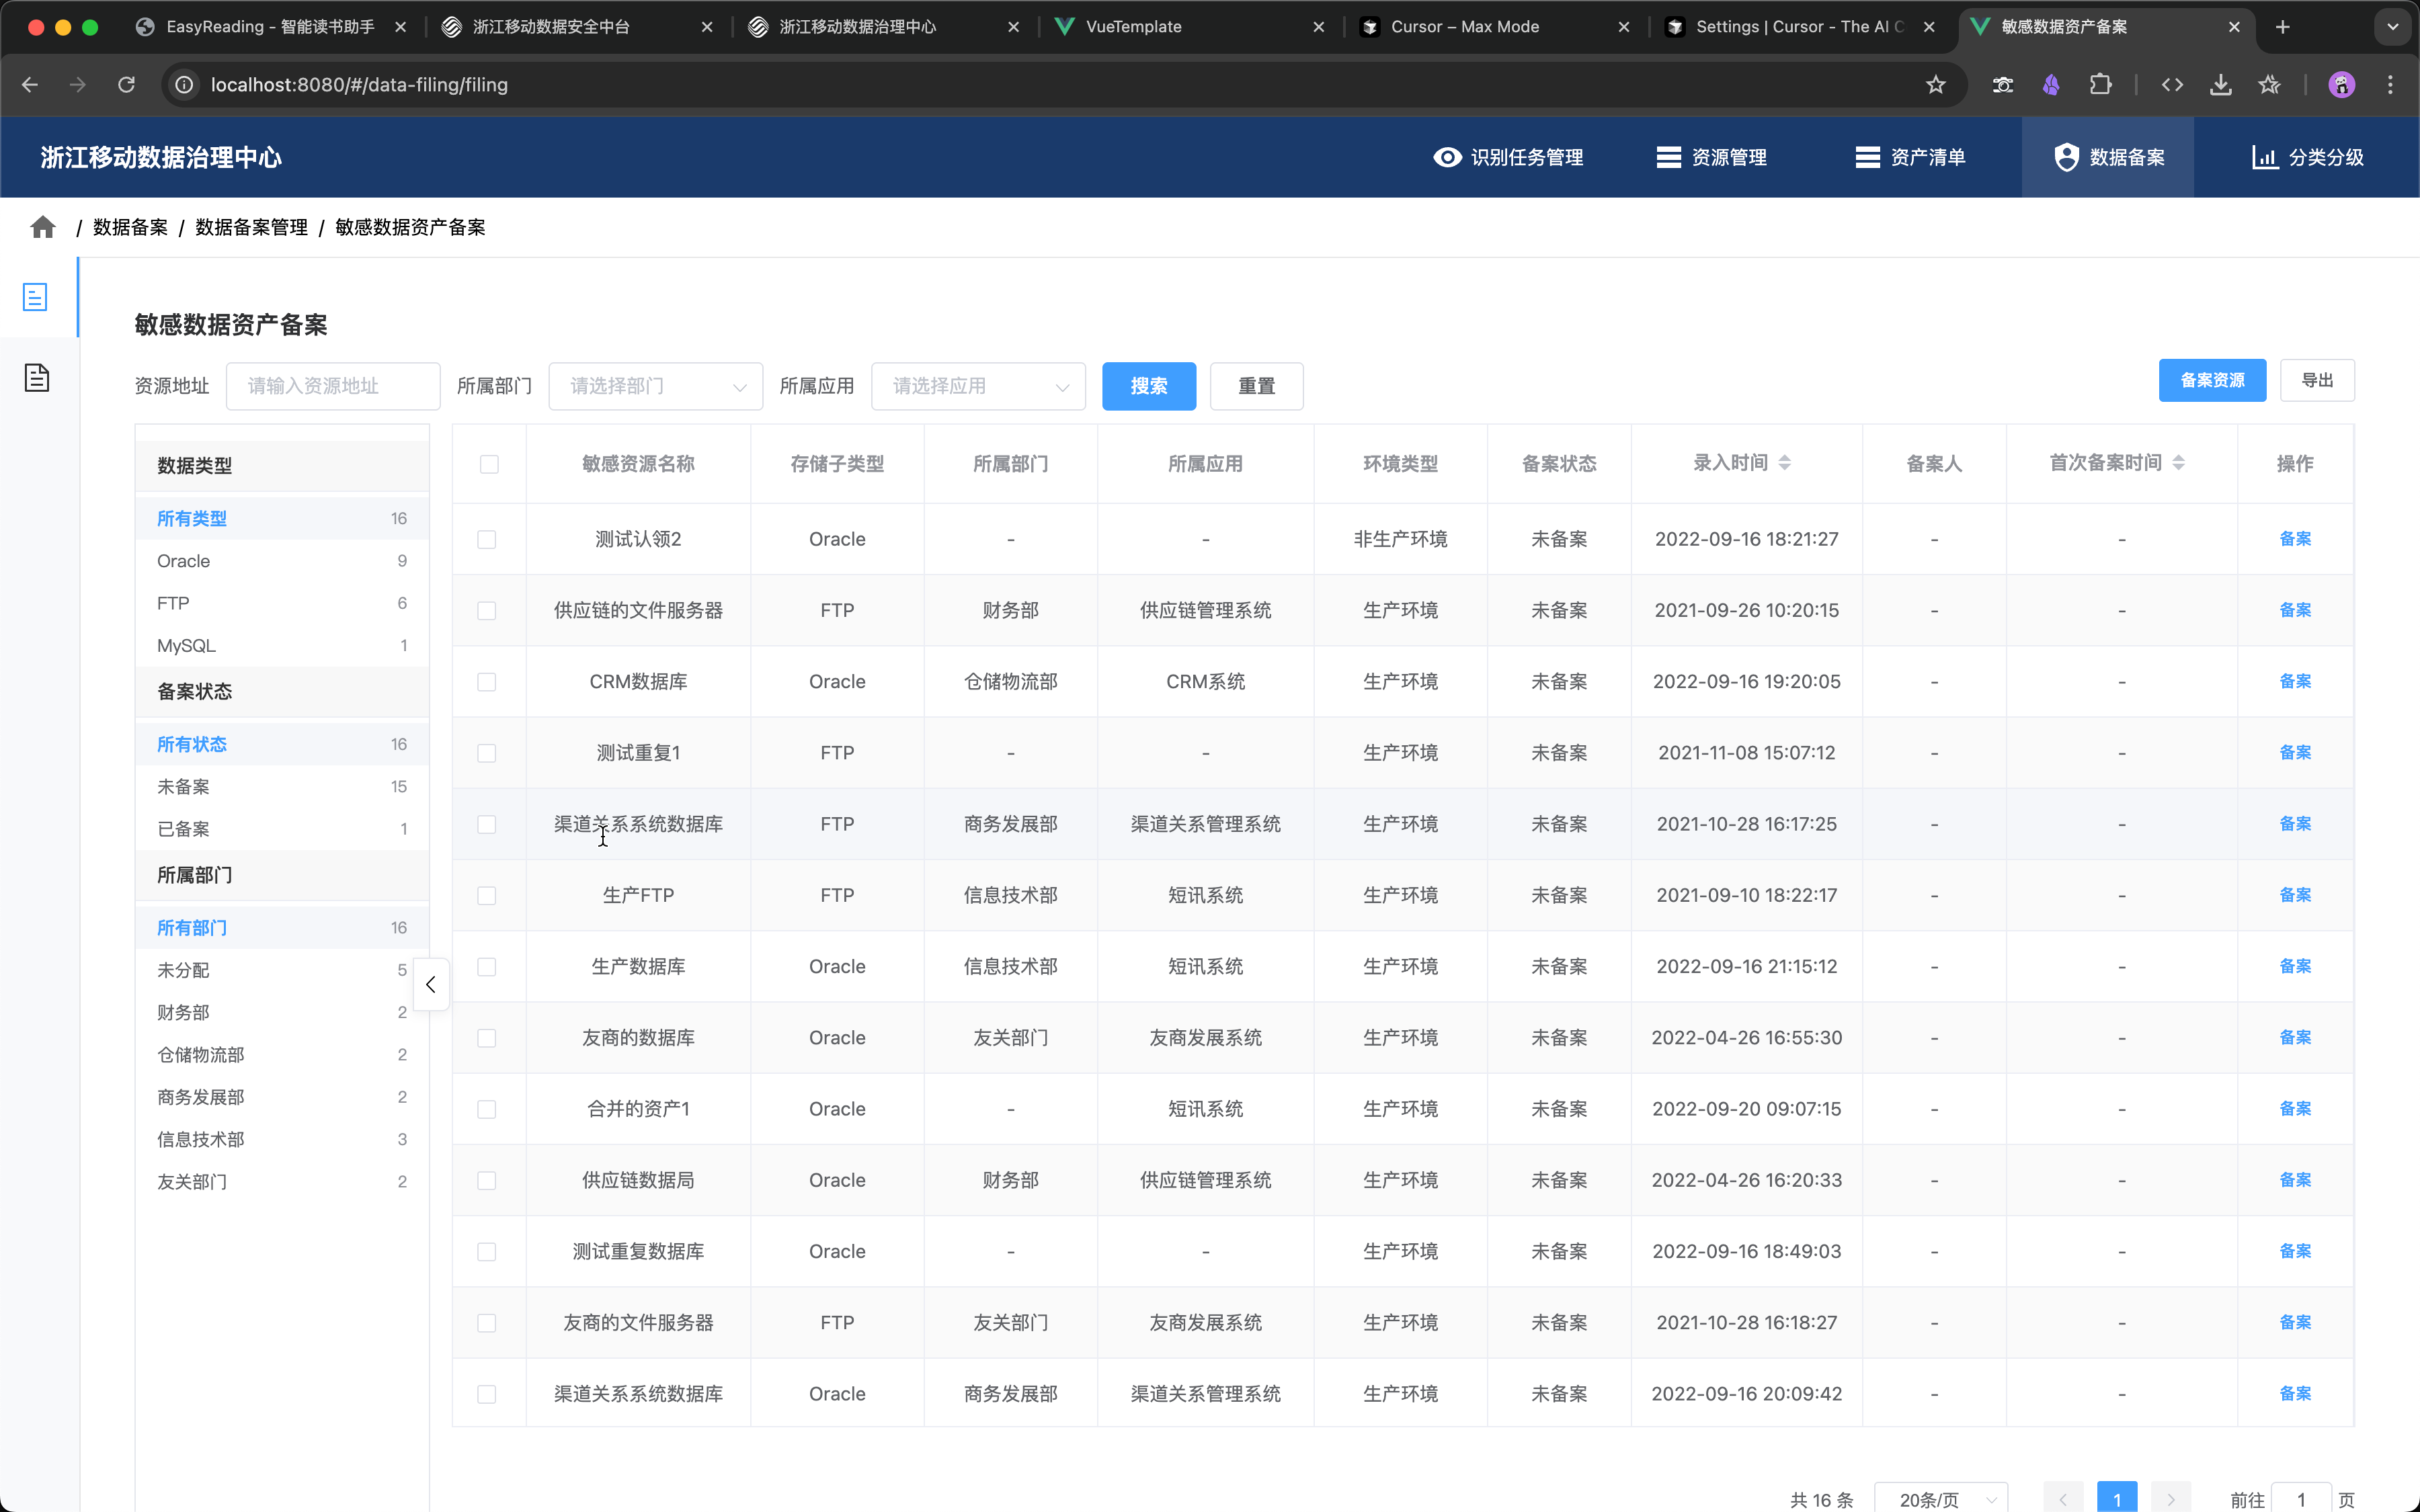 EasyReading - 智能读书助手
浙江移动数据安全中台
浙江移动数据治理中心
VueTemplate
Cursor – Max Mode
Settings | Cursor - The AI C
敏感数据资产备案
localhost:8080/#/data-filing/filing
浙江移动数据治理中心
识别任务管理
资源管理
资产清单
数据备案
分类分级
/ 数据备案 / 数据备案管理 / 敏感数据资产备案
敏感数据资产备案
资源地址 请输入资源地址 所属部门 请选择部门 所属应用 请选择应用 搜索 重置 备案资源 导出
数据类型
所有类型 16
Oracle 9
FTP 6
MySQL 1
备案状态
所有状态 16
未备案 15
已备案 1
所属部门
所有部门 16
未分配 5
财务部 2
仓储物流部 2
商务发展部 2
信息技术部 3
友关部门 2
敏感资源名称 存储子类型 所属部门 所属应用 环境类型 备案状态 录入时间 备案人 首次备案时间 操作
测试认领2 Oracle - - 非生产环境 未备案 2022-09-16 18:21:27 - - 备案
供应链的文件服务器 FTP 财务部 供应链管理系统 生产环境 未备案 2021-09-26 10:20:15 - - 备案
CRM数据库 Oracle 仓储物流部 CRM系统 生产环境 未备案 2022-09-16 19:20:05 - - 备案
测试重复1 FTP - - 生产环境 未备案 2021-11-08 15:07:12 - - 备案
渠道关系系统数据库 FTP 商务发展部 渠道关系管理系统 生产环境 未备案 2021-10-28 16:17:25 - - 备案
生产FTP FTP 信息技术部 短讯系统 生产环境 未备案 2021-09-10 18:22:17 - - 备案
生产数据库 Oracle 信息技术部 短讯系统 生产环境 未备案 2022-09-16 21:15:12 - - 备案
友商的数据库 Oracle 友关部门 友商发展系统 生产环境 未备案 2022-04-26 16:55:30 - - 备案
合并的资产1 Oracle - 短讯系统 生产环境 未备案 2022-09-20 09:07:15 - - 备案
供应链数据局 Oracle 财务部 供应链管理系统 生产环境 未备案 2022-04-26 16:20:33 - - 备案
测试重复数据库 Oracle - - 生产环境 未备案 2022-09-16 18:49:03 - - 备案
友商的文件服务器 FTP 友关部门 友商发展系统 生产环境 未备案 2021-10-28 16:18:27 - - 备案
渠道关系系统数据库 Oracle 商务发展部 渠道关系管理系统 生产环境 未备案 2022-09-16 20:09:42 - - 备案
共 16 条 20条/页 1 前往 1 页